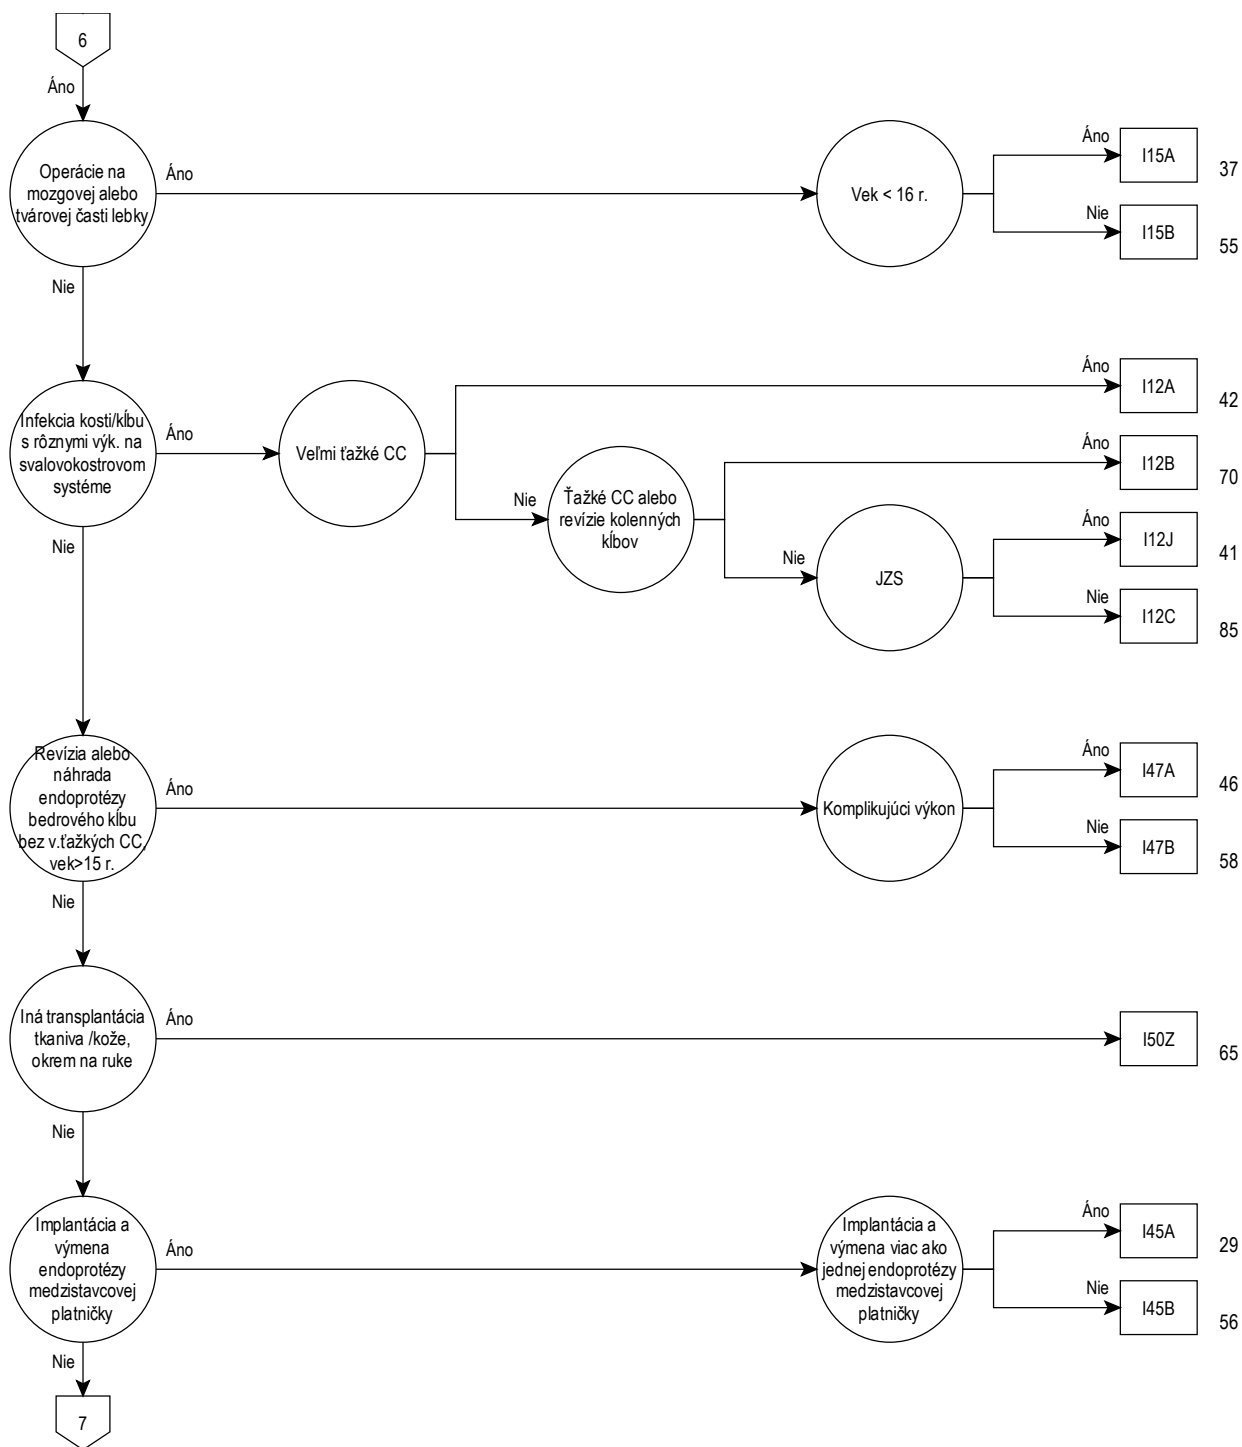 6
Áno
Operácie na
mozgovej alebo
tvárovej časti lebky
Áno
Vek < 16 r.
Áno
I15A
37
Nie
I15B
55
Nie
Infekcia kosti/kĺbu
s rôznymi výk. na
svalovokostrovom
systéme
Áno
Veľmi ťažké CC
Áno
I12A
42
Nie
Ťažké CC alebo
revízie kolenných
kĺbov
Áno
I12B
70
Nie
JZS
Áno
I12J
41
Nie
I12C
85
Nie
Revízia alebo
náhrada
endoprotézy
bedrového kĺbu
bez v.ťažkých CC,
vek>15 r.
Áno
Komplikujúci výkon
Áno
I47A
46
Nie
I47B
58
Nie
Iná transplantácia
tkaniva /kože,
okrem na ruke
Áno
I50Z
65
Nie
Implantácia a
výmena
endoprotézy
medzistavcovej
platničky
Áno
Implantácia a
výmena viac ako
jednej endoprotézy
medzistavcovej
platničky
Áno
I45A
29
Nie
I45B
56
Nie
7